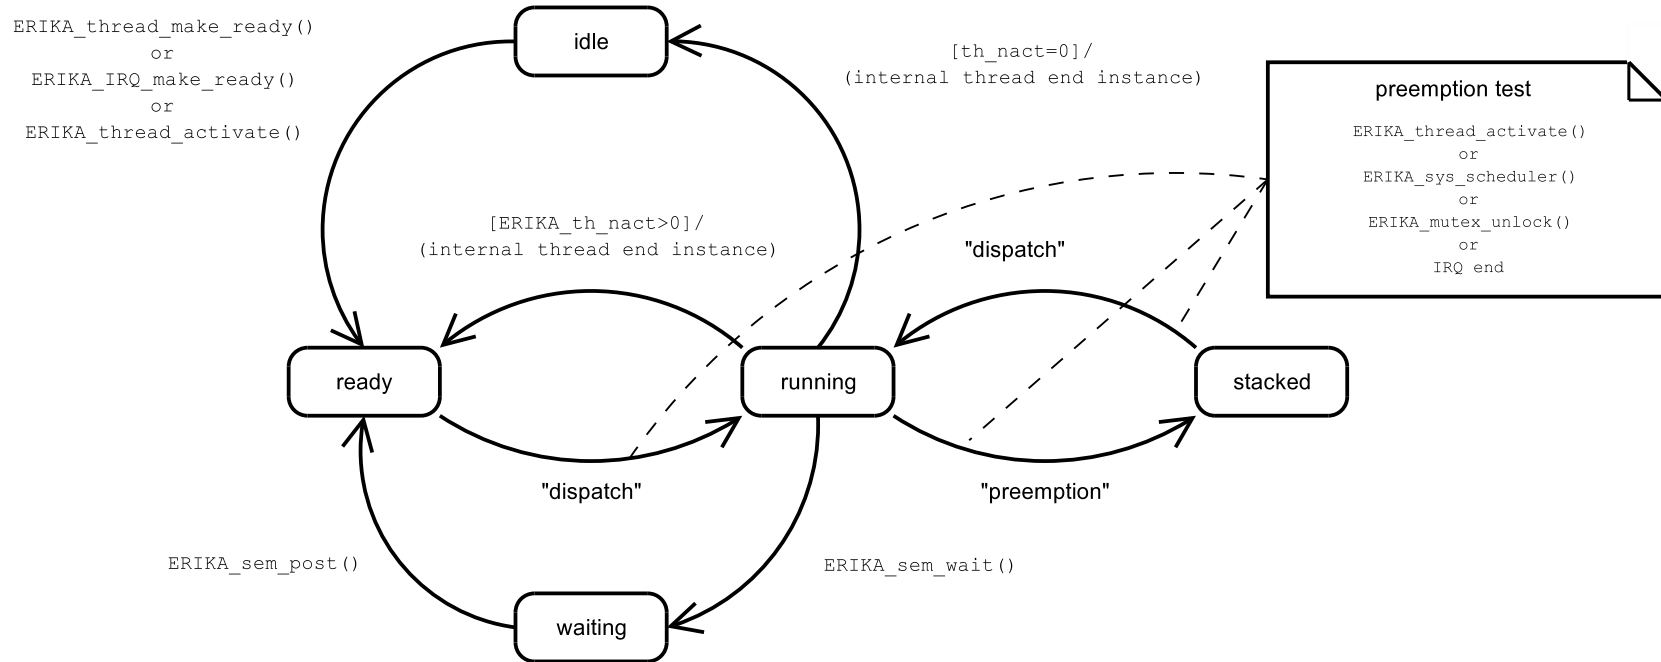 ERIKA_thread_make_ready()
or
ERIKA_IRQ_make_ready()
or
ERIKA_thread_activate()
idle
[th_nact=0]/
(internal thread end instance)
preemption test
ERIKA_thread_activate()
or
ERIKA_sys_scheduler()
or
ERIKA_mutex_unlock()
or
IRQ end
[ERIKA_th_nact>0]/
(internal thread end instance)
"dispatch"
ready
running
stacked
"dispatch"
"preemption"
ERIKA_sem_post()
ERIKA_sem_wait()
waiting